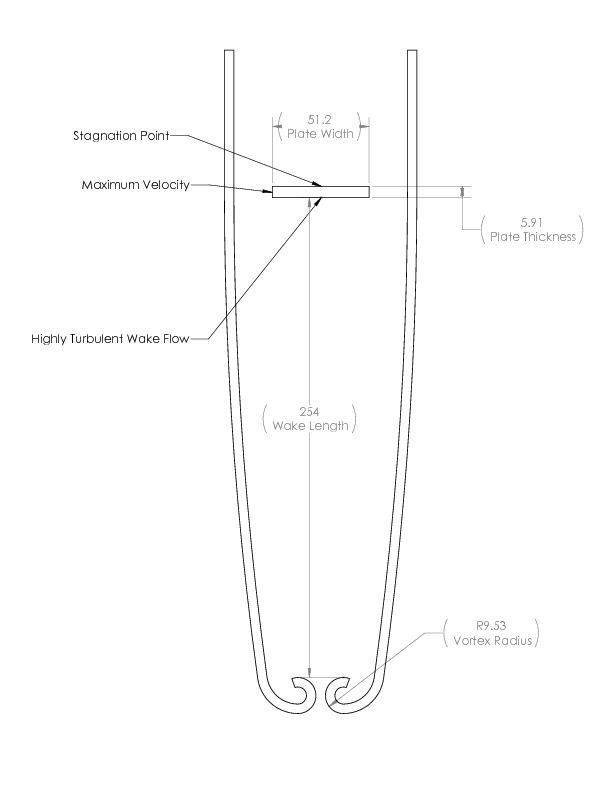 51.2
Plate Width
Stagnation Point
Maximum Velocity
5.91
Plate Thickness
Highly Turbulent Wake Flow
254
Wake Length
R9.53
Vortex Radius